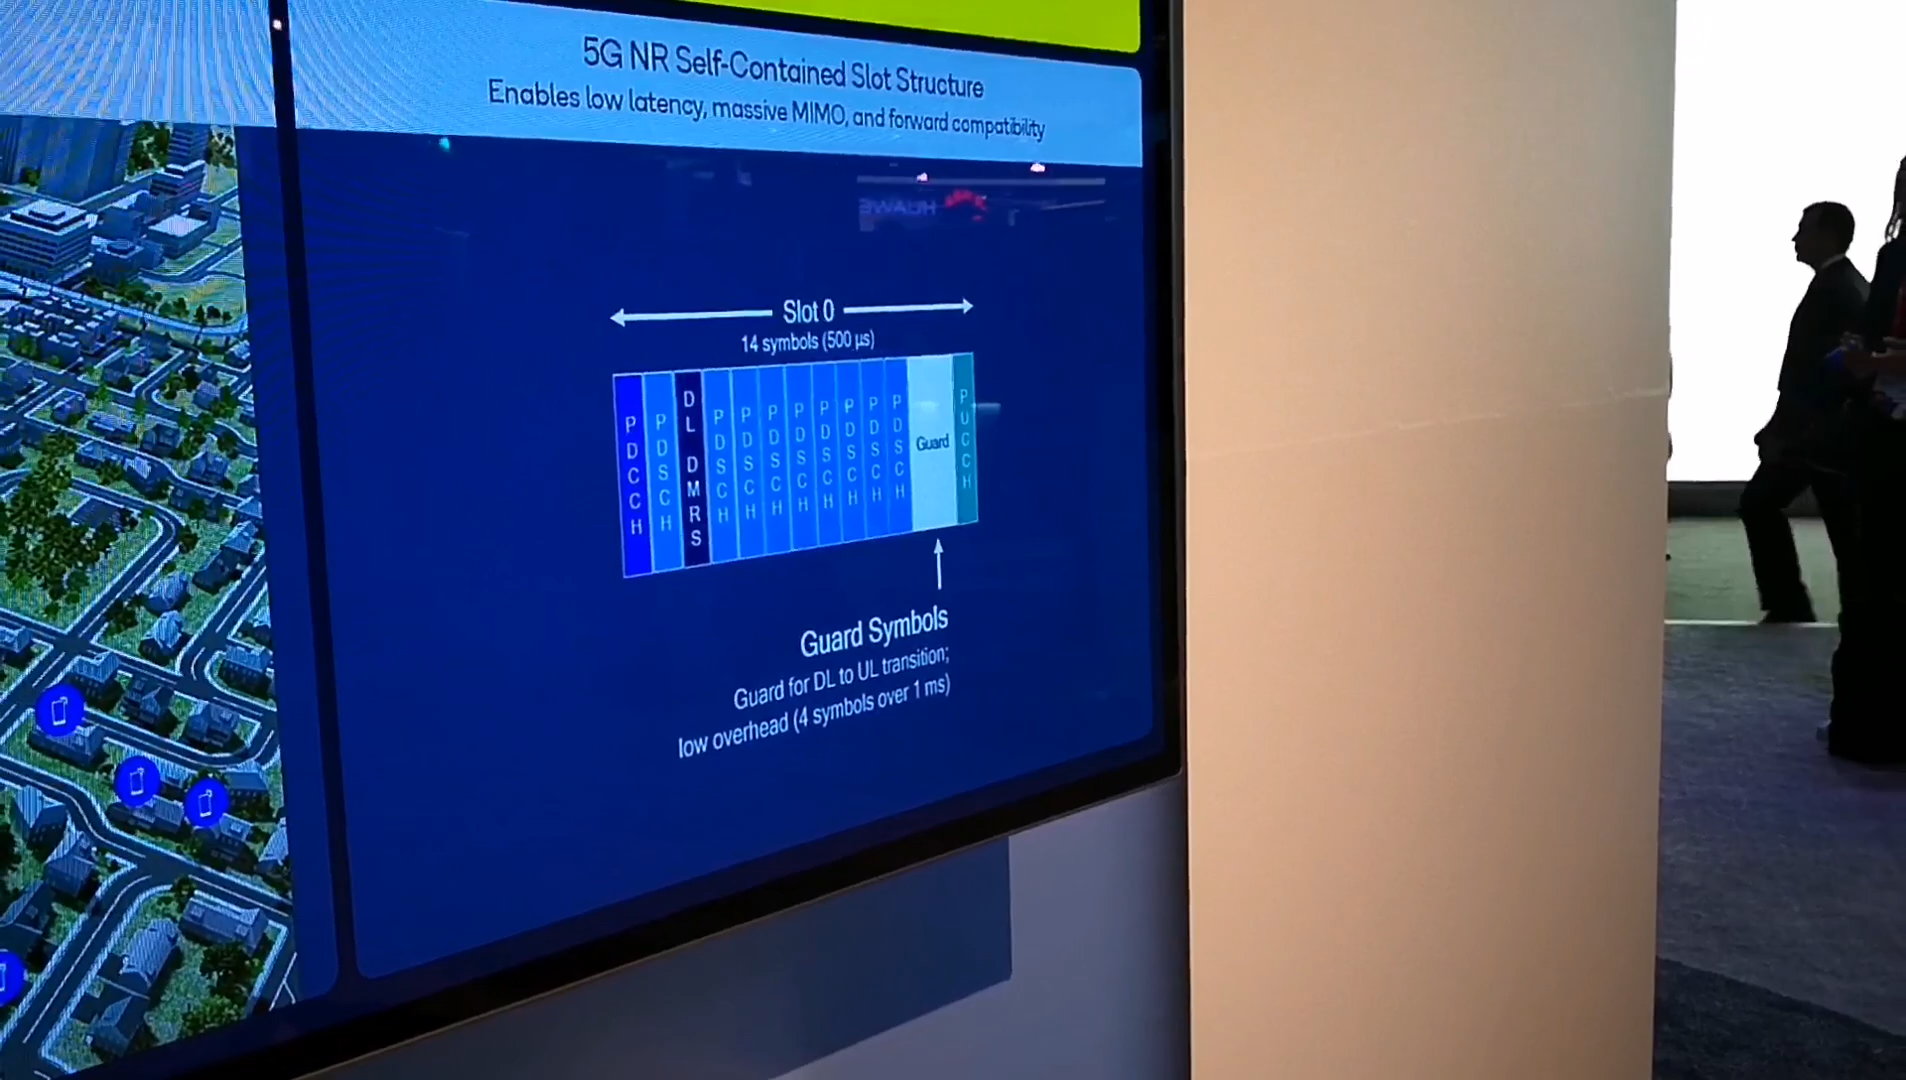 5G NR Self-Contained Slot Structure
Enables low latency, massive MIMO, and forward compatibility
HUAWEI
Slot 0
14 symbols (500 µs)
PDCCH
PDSCH
DL DMRS
PDSCH
PDSCH
PDSCH
PDSCH
PDSCH
PDSCH
PDSCH
PDSCH
Guard
PUCCH
Guard Symbols
Guard for DL to UL transition;
low overhead (4 symbols over 1 ms)